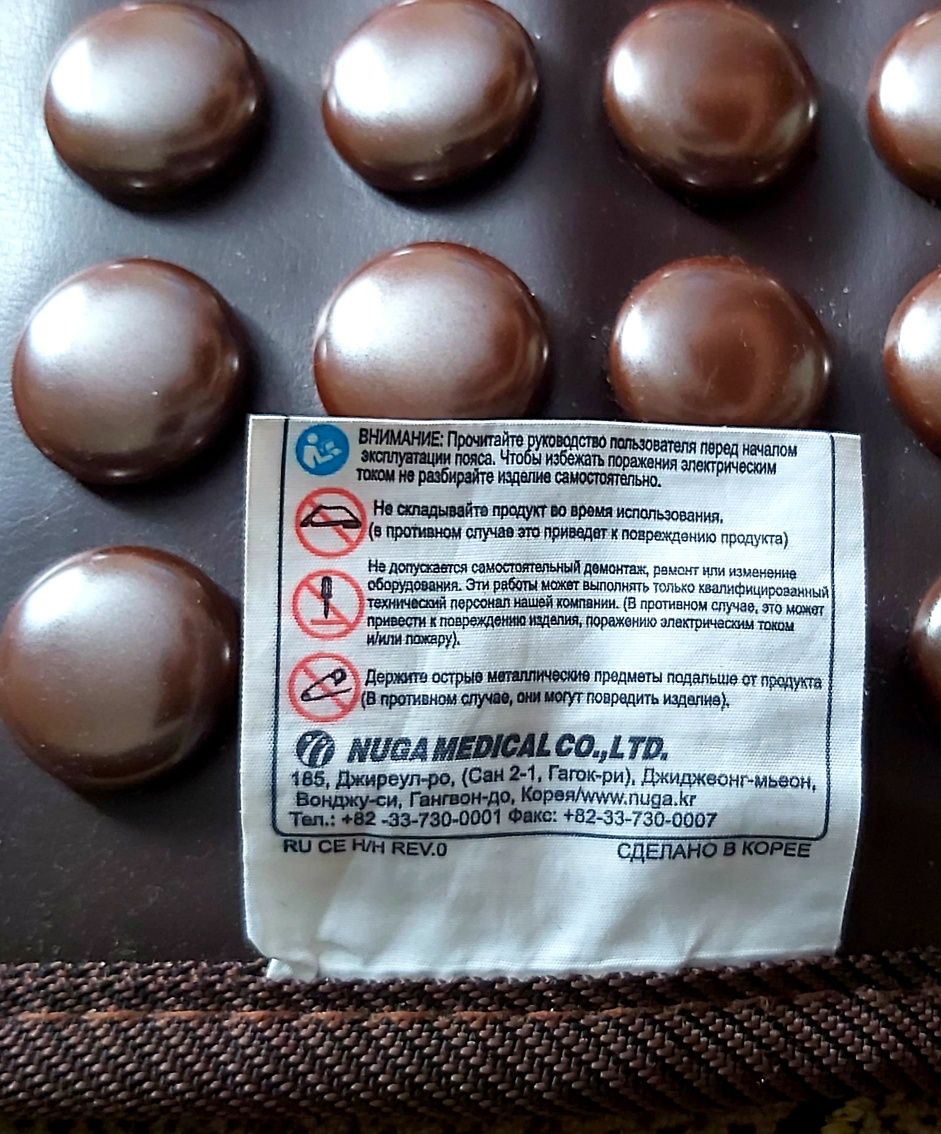 ВНИМАНИЕ: Прочитайте руководство пользователя перед началом
эксплуатации пояса. Чтобы избежать поражения электрическим
током не разбирайте изделие самостоятельно.
Не складывайте продукт во время использования.
(в противном случае это приведет к повреждению продукта)
Не допускается самостоятельный демонтаж, ремонт или изменение
оборудования. Эти работы может выполнять только квалифицированный
технический персонал нашей компании. (В противном случае, это может
привести к повреждению изделия, поражению электрическим током
и/или пожару).
Держите острые металлические предметы подальше от продукта
(В противном случае, они могут повредить изделие).
NUGA MEDICAL CO.,LTD.
185, Джиреул-ро, (Сан 2-1, Гагок-ри), Джиджеонг-мьеон,
Вонджу-си, Гангвон-до, Корея/www.nuga.kr
Тел.: +82 -33-730-0001 Факс: +82-33-730-0007
RU CE H/H REV.0 СДЕЛАНО В КОРЕЕ